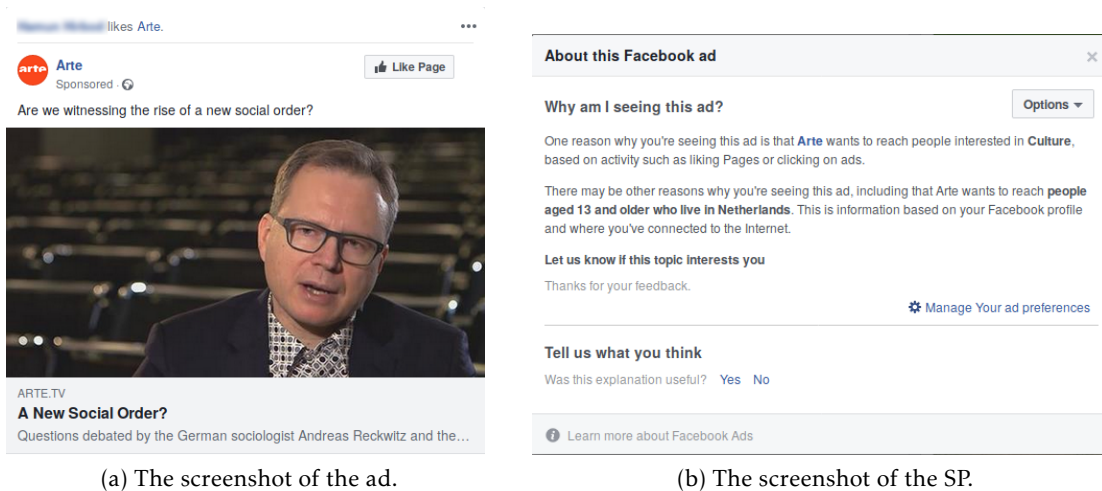 likes Arte.
arte
Arte
Like Page
Sponsored ·
Are we witnessing the rise of a new social order?
ARTE.TV
A New Social Order?
Questions debated by the German sociologist Andreas Reckwitz and the...
(a) The screenshot of the ad.
About this Facebook ad
Why am I seeing this ad?
Options
One reason why you're seeing this ad is that Arte wants to reach people interested in Culture,
based on activity such as liking Pages or clicking on ads.
There may be other reasons why you're seeing this ad, including that Arte wants to reach people
aged 13 and older who live in Netherlands. This is information based on your Facebook profile
and where you've connected to the Internet.
Let us know if this topic interests you
Thanks for your feedback.
Manage Your ad preferences
Tell us what you think
Was this explanation useful? Yes No
Learn more about Facebook Ads
(b) The screenshot of the SP.